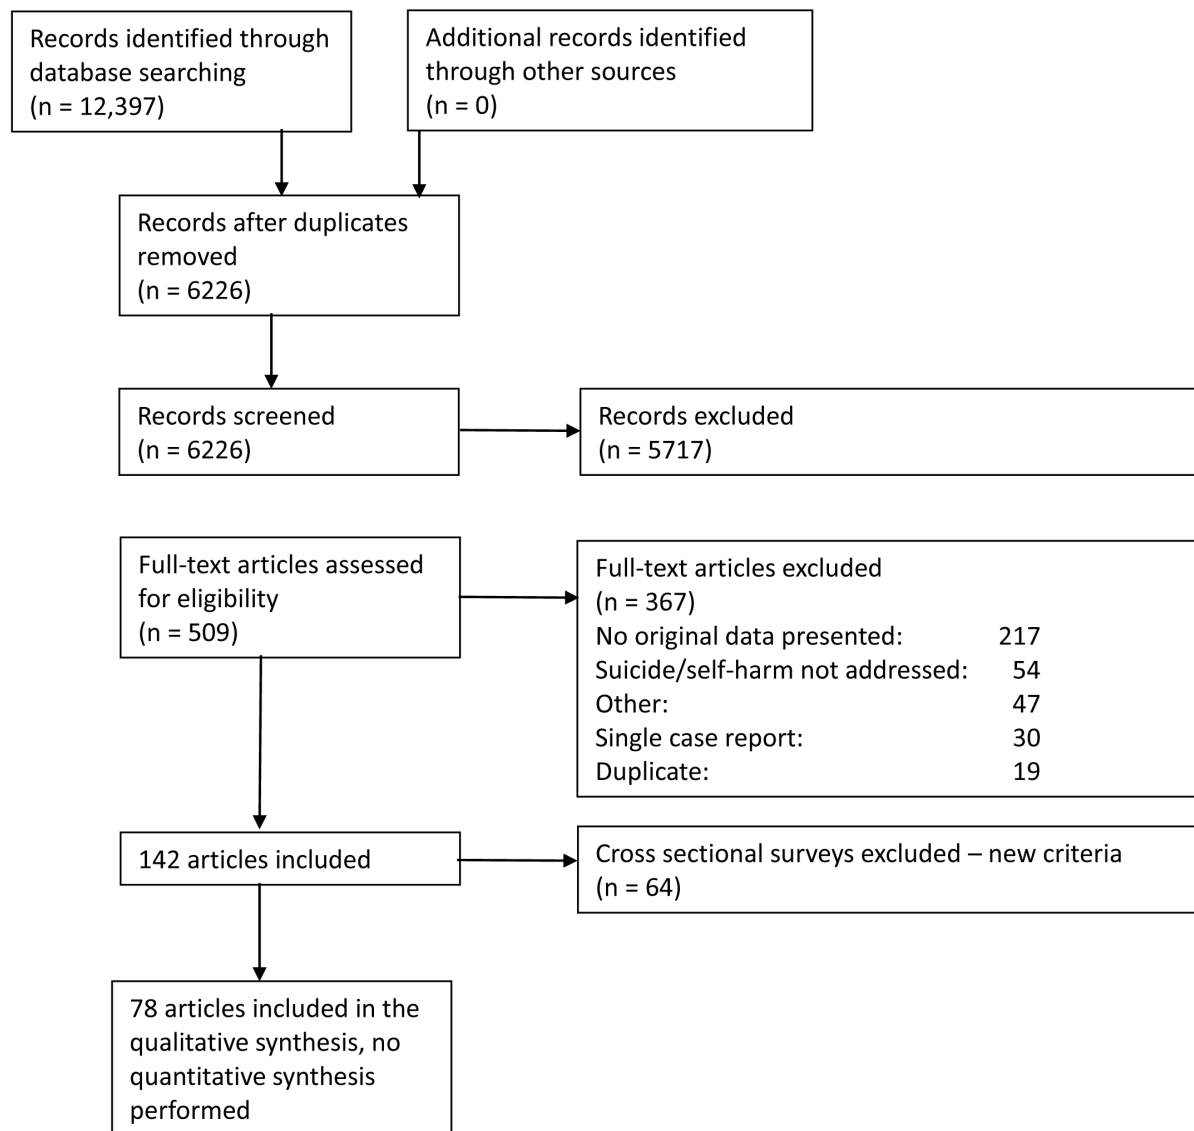 Records identified through
database searching
(n = 12,397)
Additional records identified
through other sources
(n = 0)
Records after duplicates
removed
(n = 6226)
Records screened
(n = 6226)
Records excluded
(n = 5717)
Full-text articles assessed
for eligibility
(n = 509)
Full-text articles excluded
(n = 367)
No original data presented: 217
Suicide/self-harm not addressed: 54
Other: 47
Single case report: 30
Duplicate: 19
142 articles included
Cross sectional surveys excluded – new criteria
(n = 64)
78 articles included in the
qualitative synthesis, no
quantitative synthesis
performed